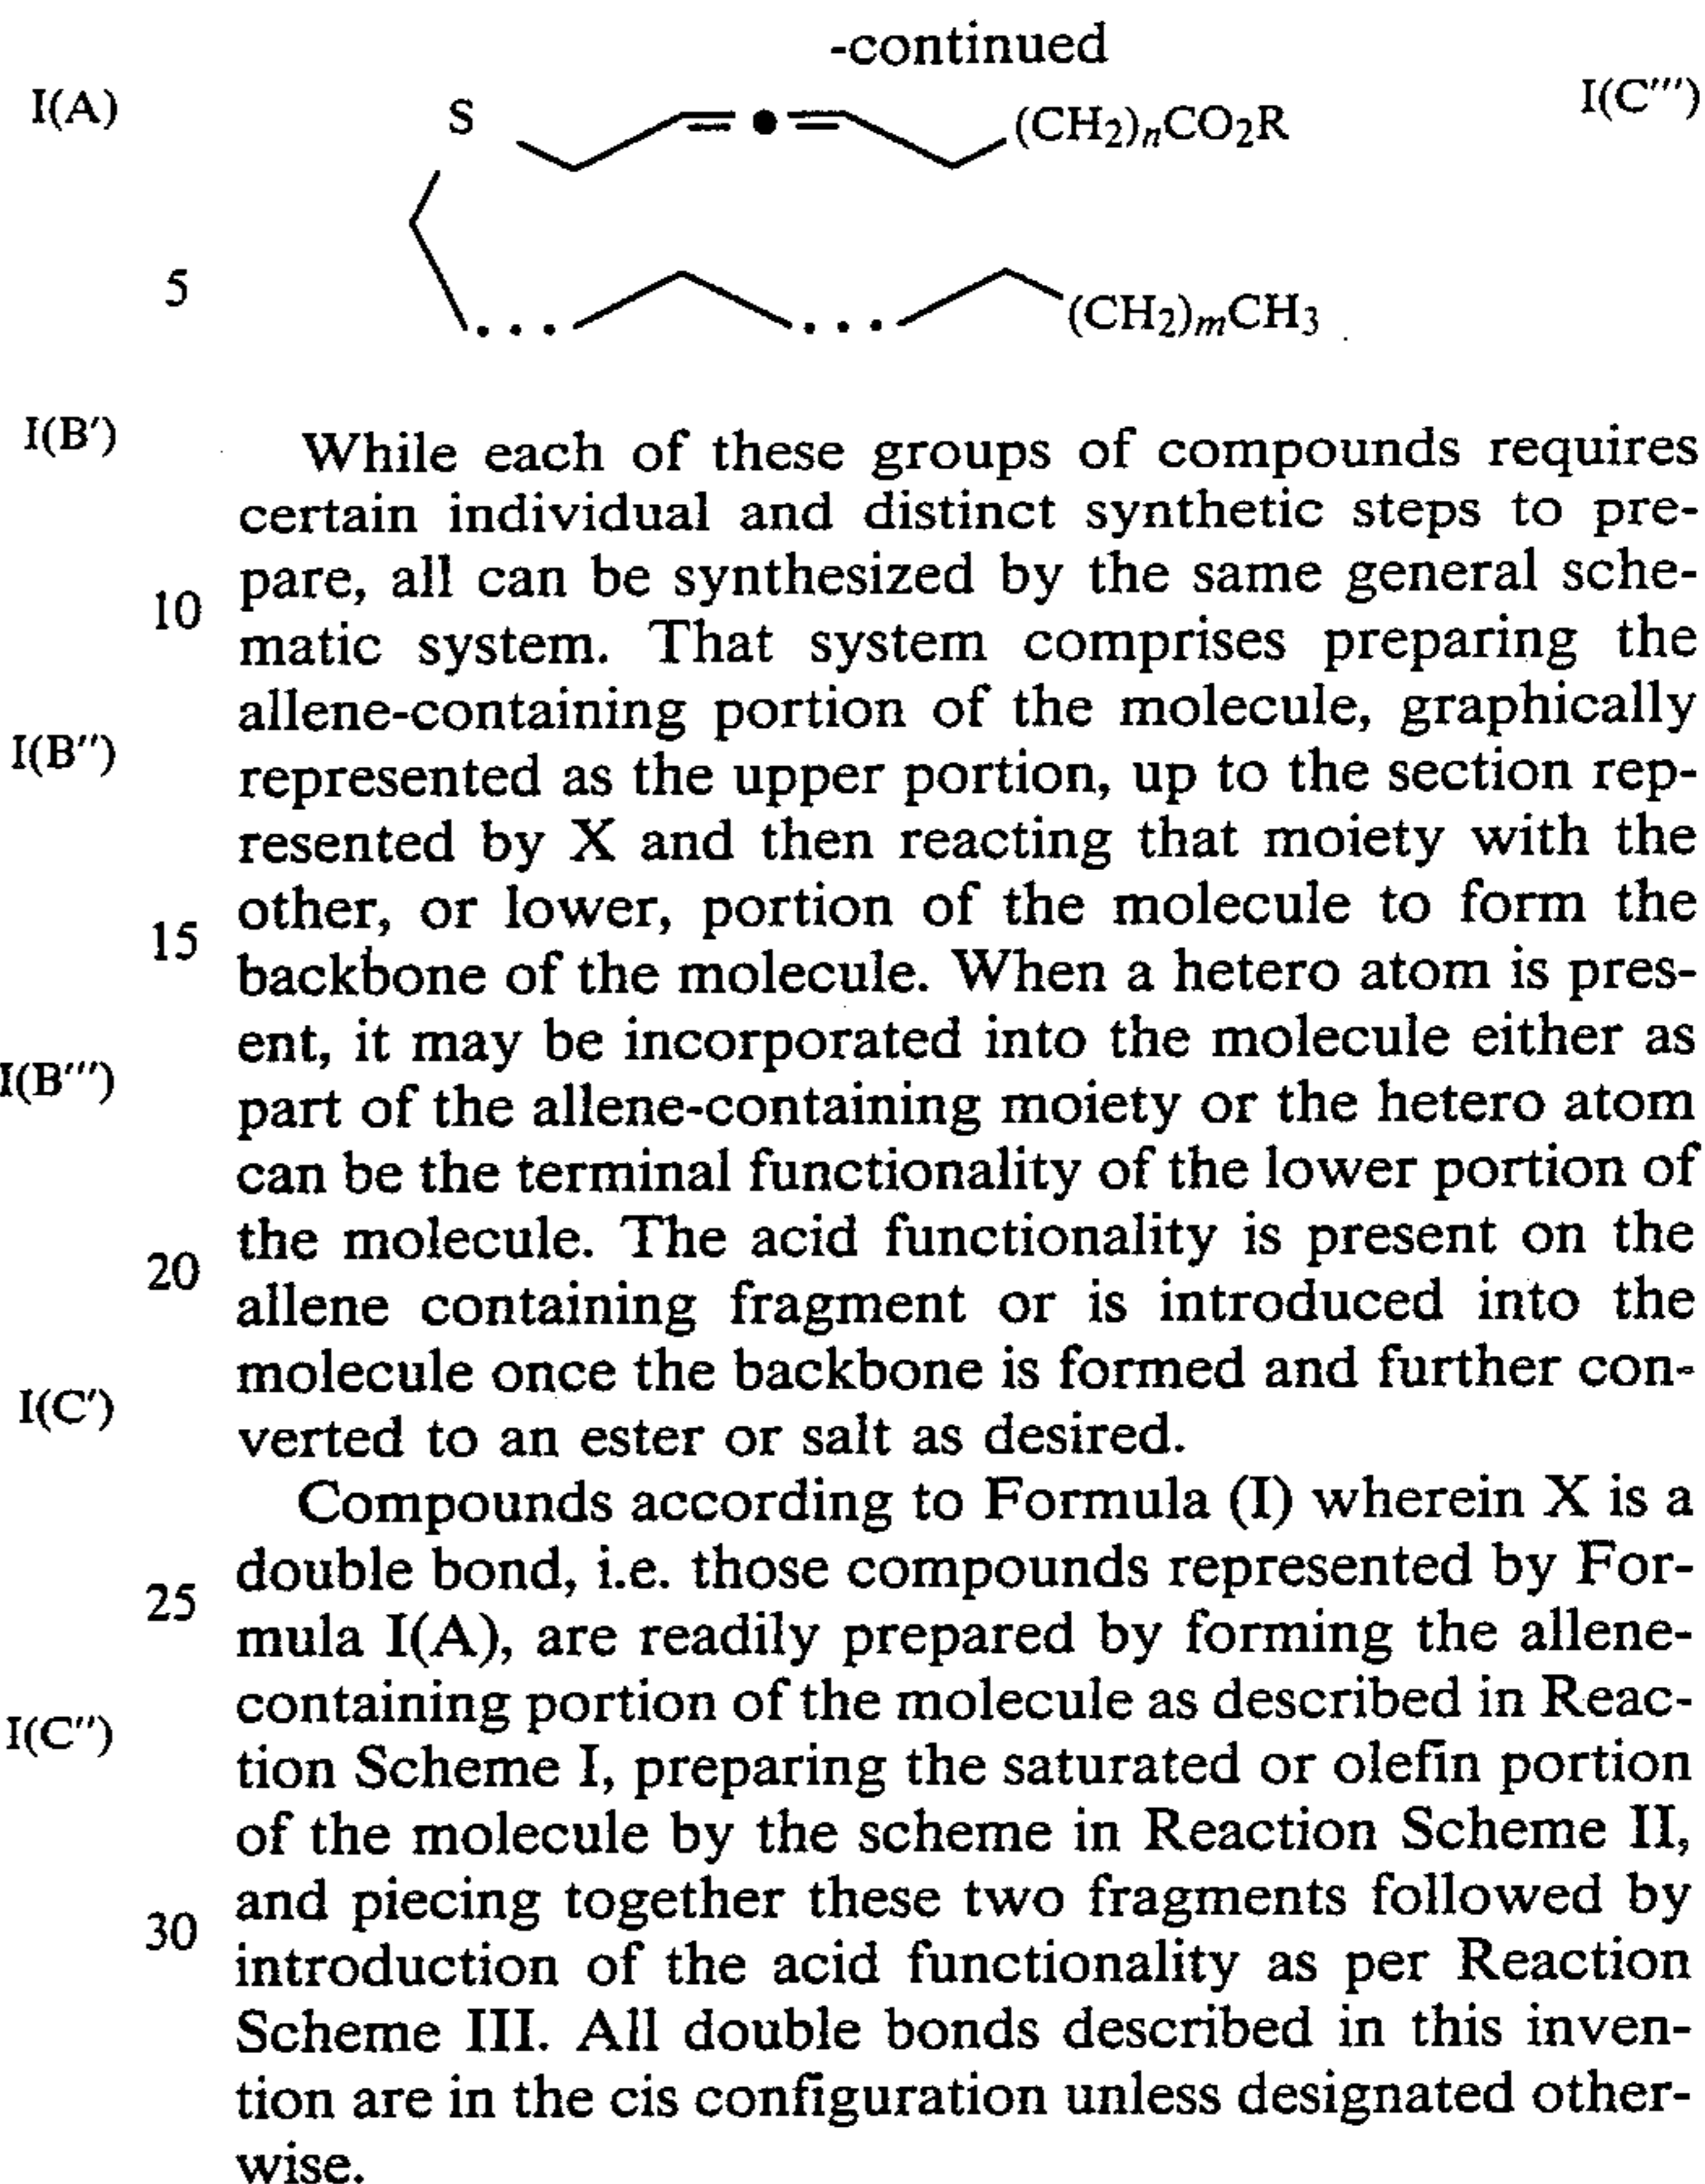 -continued
I(A)
S
(CH2)nCO2R
I(C''')
5
(CH2)mCH3
I(B')
While each of these groups of compounds requires
certain individual and distinct synthetic steps to pre-
10
pare, all can be synthesized by the same general sche-
matic system. That system comprises preparing the
allene-containing portion of the molecule, graphically
I(B'')
represented as the upper portion, up to the section rep-
resented by X and then reacting that moiety with the
15
other, or lower, portion of the molecule to form the
backbone of the molecule. When a hetero atom is pres-
ent, it may be incorporated into the molecule either as
I(B''')
part of the allene-containing moiety or the hetero atom
can be the terminal functionality of the lower portion of
20
the molecule. The acid functionality is present on the
allene containing fragment or is introduced into the
molecule once the backbone is formed and further con-
I(C')
verted to an ester or salt as desired.
Compounds according to Formula (I) wherein X is a
25
double bond, i.e. those compounds represented by For-
mula I(A), are readily prepared by forming the allene-
containing portion of the molecule as described in Reac-
I(C'')
tion Scheme I, preparing the saturated or olefin portion
of the molecule by the scheme in Reaction Scheme II,
30
and piecing together these two fragments followed by
introduction of the acid functionality as per Reaction
Scheme III. All double bonds described in this inven-
tion are in the cis configuration unless designated other-
wise.